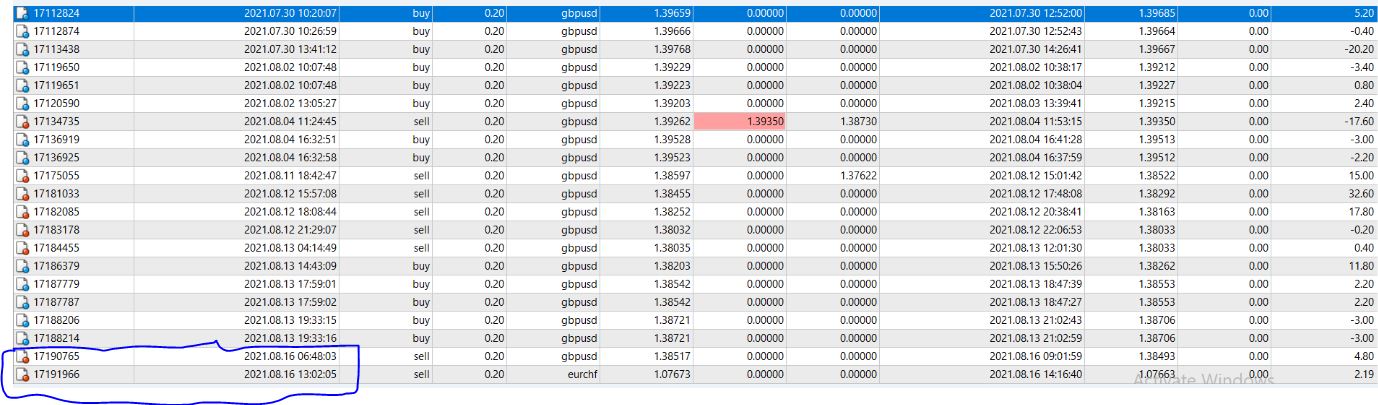 17112824 2021.07.30 10:20:07 buy 0.20 gbpusd 1.39659 0.00000 0.00000 2021.07.30 12:52:00 1.39685 0.00 5.20
17112874 2021.07.30 10:26:59 buy 0.20 gbpusd 1.39666 0.00000 0.00000 2021.07.30 12:52:43 1.39664 0.00 -0.40
17113438 2021.07.30 13:41:12 buy 0.20 gbpusd 1.39768 0.00000 0.00000 2021.07.30 14:26:41 1.39667 0.00 -20.20
17119650 2021.08.02 10:07:48 buy 0.20 gbpusd 1.39229 0.00000 0.00000 2021.08.02 10:38:17 1.39212 0.00 -3.40
17119651 2021.08.02 10:07:48 buy 0.20 gbpusd 1.39223 0.00000 0.00000 2021.08.02 10:38:04 1.39227 0.00 0.80
17120590 2021.08.02 13:05:27 buy 0.20 gbpusd 1.39203 0.00000 0.00000 2021.08.03 13:39:41 1.39215 0.00 2.40
17134735 2021.08.04 11:24:45 sell 0.20 gbpusd 1.39262 1.39350 1.38730 2021.08.04 11:53:15 1.39350 0.00 -17.60
17136919 2021.08.04 16:32:51 buy 0.20 gbpusd 1.39528 0.00000 0.00000 2021.08.04 16:41:28 1.39513 0.00 -3.00
17136925 2021.08.04 16:32:58 buy 0.20 gbpusd 1.39523 0.00000 0.00000 2021.08.04 16:37:59 1.39512 0.00 -2.20
17175055 2021.08.11 18:42:47 sell 0.20 gbpusd 1.38597 0.00000 1.37622 2021.08.12 15:01:42 1.38522 0.00 15.00
17181033 2021.08.12 15:57:08 sell 0.20 gbpusd 1.38455 0.00000 0.00000 2021.08.12 17:48:08 1.38292 0.00 32.60
17182085 2021.08.12 18:08:44 sell 0.20 gbpusd 1.38252 0.00000 0.00000 2021.08.12 20:38:41 1.38163 0.00 17.80
17183178 2021.08.12 21:29:07 sell 0.20 gbpusd 1.38032 0.00000 0.00000 2021.08.12 22:06:53 1.38033 0.00 -0.20
17184455 2021.08.13 04:14:49 sell 0.20 gbpusd 1.38035 0.00000 0.00000 2021.08.13 12:01:30 1.38033 0.00 0.40
17186379 2021.08.13 14:43:09 buy 0.20 gbpusd 1.38203 0.00000 0.00000 2021.08.13 15:50:26 1.38262 0.00 11.80
17187779 2021.08.13 17:59:01 buy 0.20 gbpusd 1.38542 0.00000 0.00000 2021.08.13 18:47:39 1.38553 0.00 2.20
17187787 2021.08.13 17:59:02 buy 0.20 gbpusd 1.38542 0.00000 0.00000 2021.08.13 18:47:27 1.38553 0.00 2.20
17188206 2021.08.13 19:33:15 buy 0.20 gbpusd 1.38721 0.00000 0.00000 2021.08.13 21:02:43 1.38706 0.00 -3.00
17188214 2021.08.13 19:33:16 buy 0.20 gbpusd 1.38721 0.00000 0.00000 2021.08.13 21:02:59 1.38706 0.00 -3.00
17190765 2021.08.16 06:48:03 sell 0.20 gbpusd 1.38517 0.00000 0.00000 2021.08.16 09:01:59 1.38493 0.00 4.80
17191966 2021.08.16 13:02:05 sell 0.20 eurchf 1.07673 0.00000 0.00000 2021.08.16 14:16:40 1.07663 0.00 2.19
Activate Windows